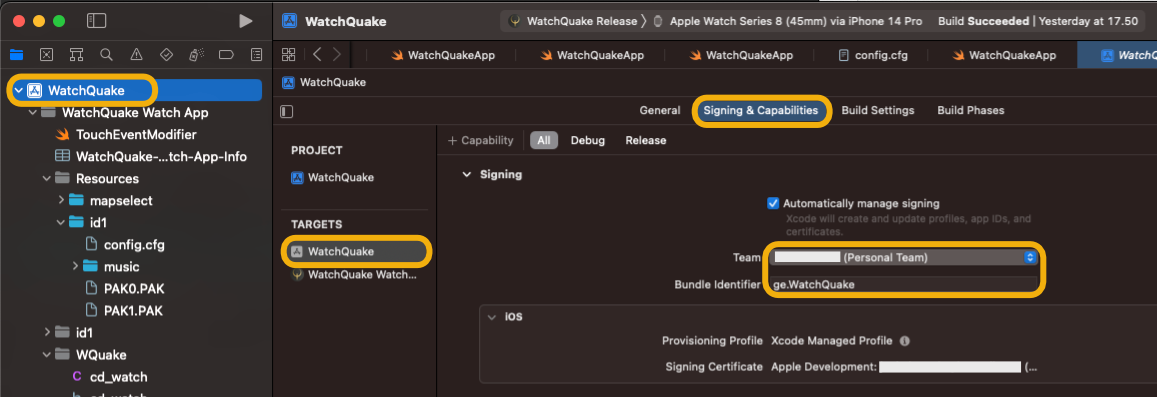 WatchQuake
WatchQuake Release
Apple Watch Series 8 (45mm) via iPhone 14 Pro
Build Succeeded | Yesterday at 17.50
WatchQuakeApp
WatchQuakeApp
WatchQuakeApp
config.cfg
WatchQuakeApp
WatchQ
WatchQuake
WatchQuake Watch App
TouchEventModifier
WatchQuake-...tch-App-Info
Resources
mapselect
id1
config.cfg
music
PAK0.PAK
PAK1.PAK
id1
WQuake
C cd_watch
h cd_watch
WatchQuake
General
Signing & Capabilities
Build Settings
Build Phases
PROJECT
WatchQuake
TARGETS
WatchQuake
WatchQuake Watch...
+ Capability
All
Debug
Release
Signing
Automatically manage signing
Xcode will create and update profiles, app IDs, and
certificates.
Team
(Personal Team)
Bundle Identifier
ge.WatchQuake
iOS
Provisioning Profile Xcode Managed Profile
Signing Certificate Apple Development: (...